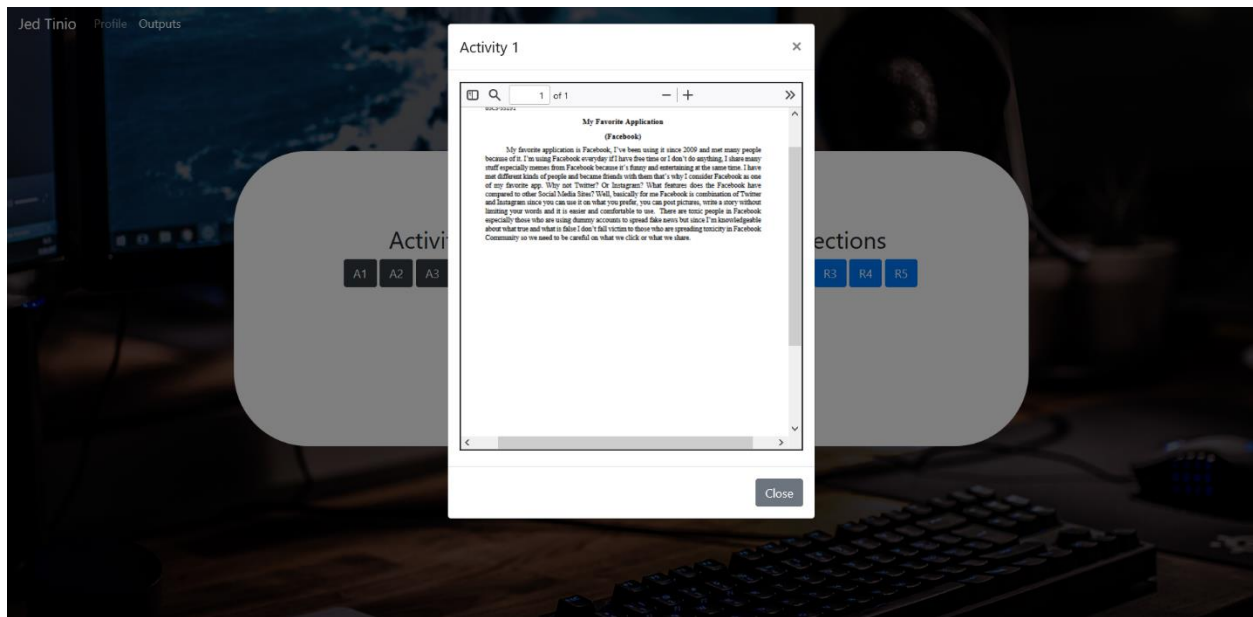 Jed Tinio Profile Outputs
Activity 1 ×
1 of 1
My Favorite Application
(Facebook)
My favorite application is Facebook, I've been using it since 2009 and met many people
because of it. I'm using Facebook everyday if I have free time or I don't do anything, I share many
stuff especially memes from Facebook because it's funny and entertaining at the same time. I have
met different kinds of people and became friends with them that's why I consider Facebook as one
of my favorite app. Why not Twitter? Or Instagram? What features does the Facebook have
compared to other Social Media Sites? Well, basically for me Facebook is combination of Twitter
and Instagram since you can use it on what you prefer, you can post pictures, write a story without
limiting your words and it is easier and comfortable to use. There are toxic people in Facebook
especially those who are using dummy accounts to spread fake news but since I'm knowledgeable
about what true and what is false I don't fall victim to those who are spreading toxicity in Facebook
Community so we need to be careful on what we click or what we share.
Activi
ections
A1 A2 A3
R3 R4 R5
Close